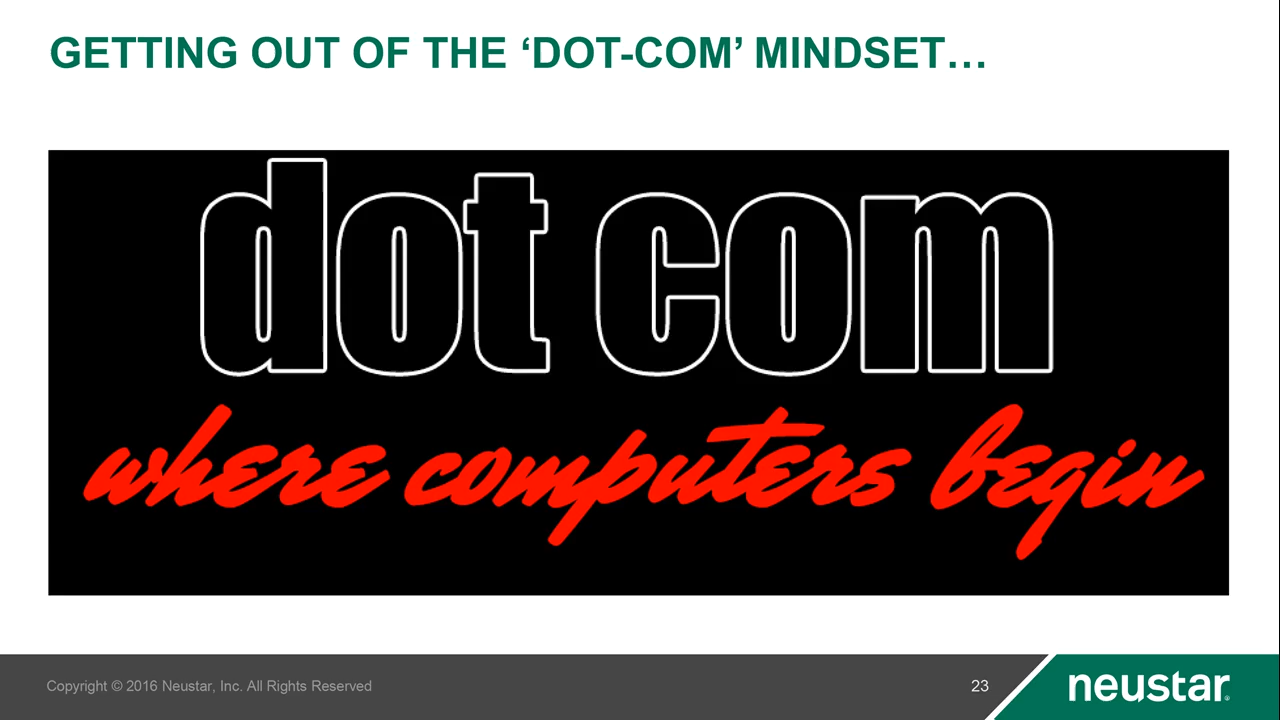 GETTING OUT OF THE ‘DOT-COM’ MINDSET…
dot com
where computers begin
Copyright © 2016 Neustar, Inc. All Rights Reserved
23
neustar®